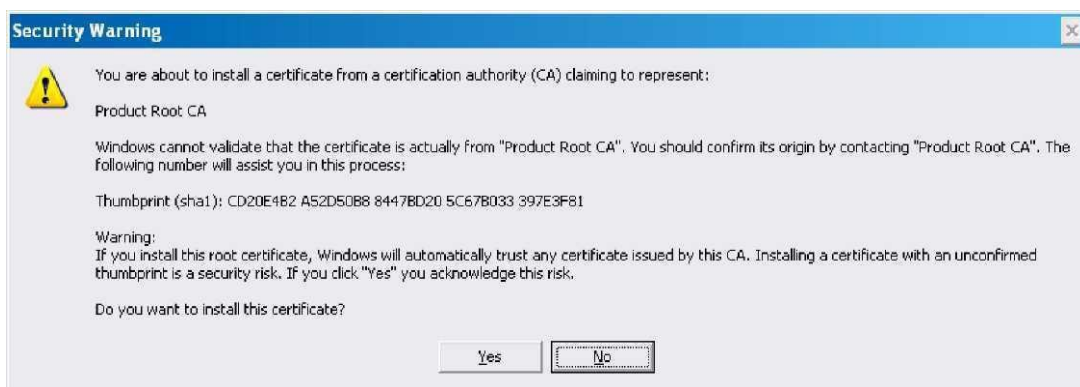 Security Warning
You are about to install a certificate from a certification authority (CA) claiming to represent:
Product Root CA
Windows cannot validate that the certificate is actually from "Product Root CA". You should confirm its origin by contacting "Product Root CA". The
following number will assist you in this process:
Thumbprint (sha1): CD20E4B2 A52D50B8 8447BD20 5C67B033 397E3F81
Warning:
If you install this root certificate, Windows will automatically trust any certificate issued by this CA. Installing a certificate with an unconfirmed
thumbprint is a security risk. If you click "Yes" you acknowledge this risk.
Do you want to install this certificate?
Yes No